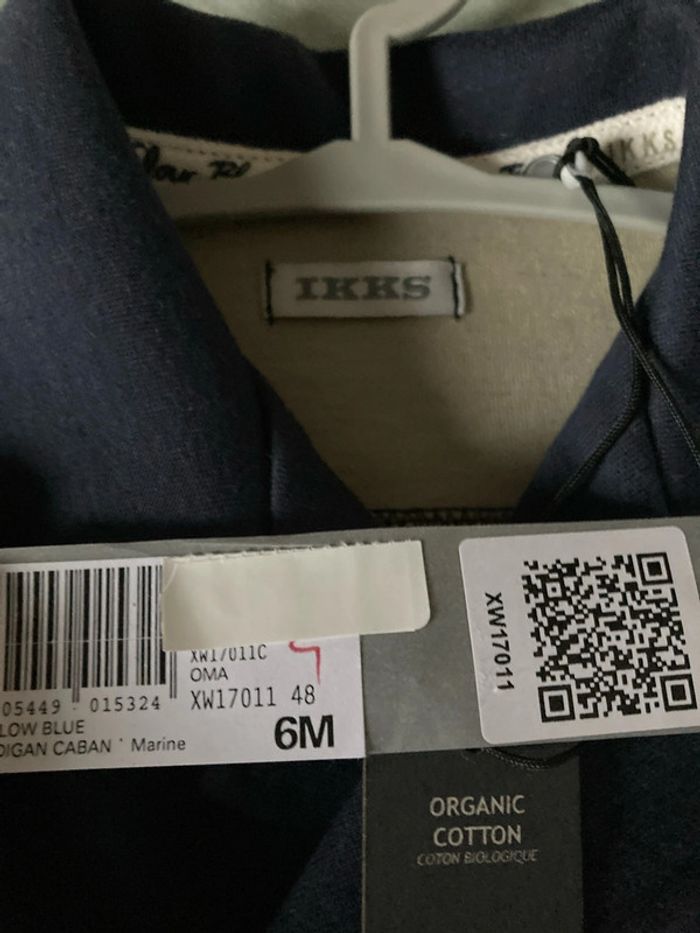 IKKS
IKKS
XW17011C
OMA
05449 015324
XW17011 48
LOW BLUE
DIGAN CABAN * Marine
6M
XW17011
ORGANIC
COTTON
COTON BIOLOGIQUE